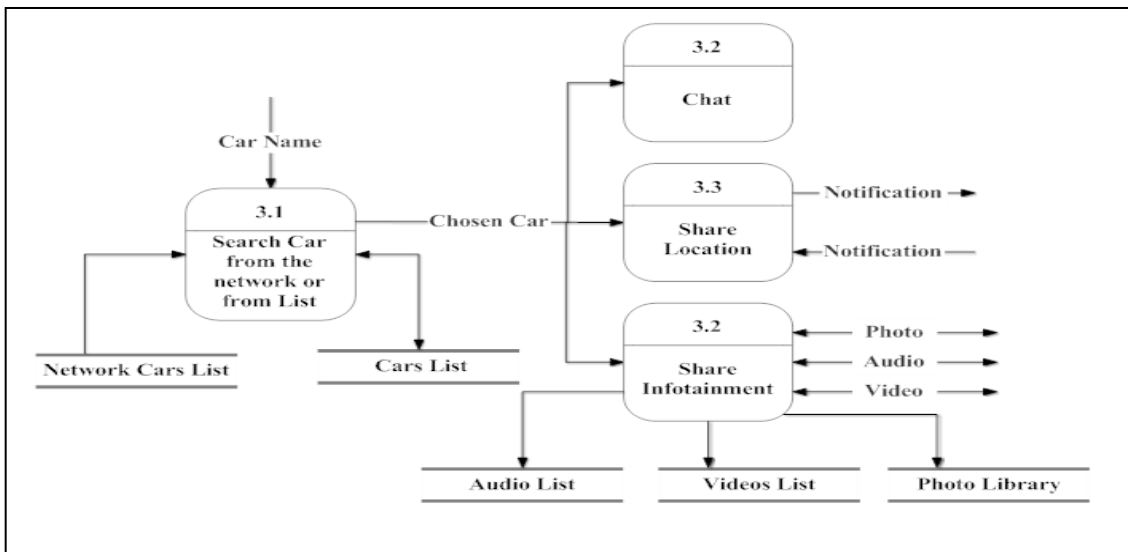 3.2
Chat
Car Name
3.1
Search Car
from the
network or
from List
Chosen Car
3.3
Share
Location
Notification
Notification
3.2
Share
Infotainment
Photo
Audio
Video
Network Cars List
Cars List
Audio List
Videos List
Photo Library